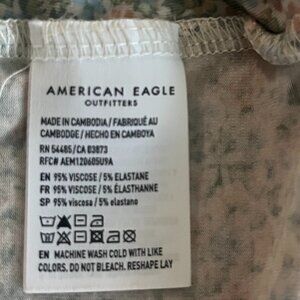 AMERICAN EAGLE
OUTFITTERS
MADE IN CAMBODIA/ FABRIQUÉ AU
CAMBODGE / HECHO EN CAMBOYA
RN 54485/ CA 03873
RFC# AEM120605U9A
EN 95% VISCOSE / 5% ELASTANE
FR 95% VISCOSE / 5% ÉLASTHANNE
SP 95% viscosa / 5% elastano
EN MACHINE WASH COLD WITH LIKE
COLORS. DO NOT BLEACH. RESHAPE LAY